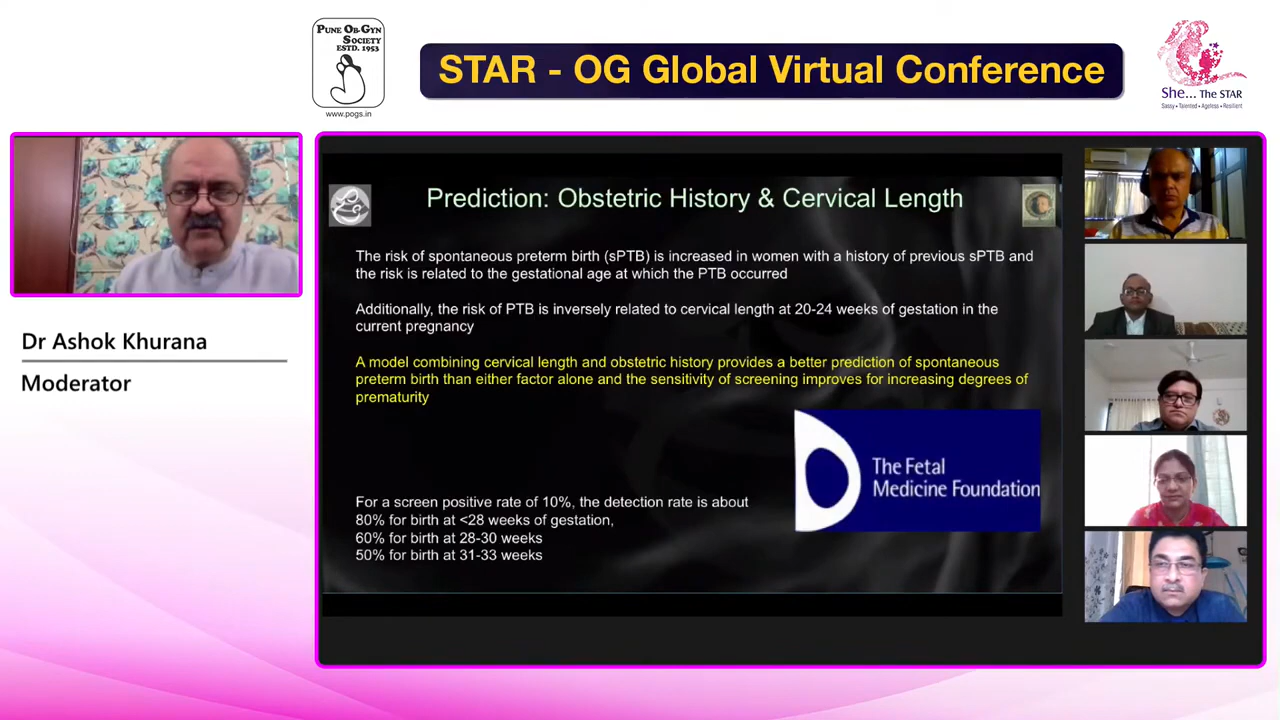 PUNE OB-GYN
SOCIETY
ESTD. 1953
www.pogs.in
STAR - OG Global Virtual Conference
She... The STAR
Sassy • Talented • Ageless • Resilient
Dr Ashok Khurana
Moderator
Prediction: Obstetric History & Cervical Length
The risk of spontaneous preterm birth (sPTB) is increased in women with a history of previous sPTB and
the risk is related to the gestational age at which the PTB occurred
Additionally, the risk of PTB is inversely related to cervical length at 20-24 weeks of gestation in the
current pregnancy
A model combining cervical length and obstetric history provides a better prediction of spontaneous
preterm birth than either factor alone and the sensitivity of screening improves for increasing degrees of
prematurity
The Fetal
Medicine Foundation
For a screen positive rate of 10%, the detection rate is about
80% for birth at <28 weeks of gestation,
60% for birth at 28-30 weeks
50% for birth at 31-33 weeks